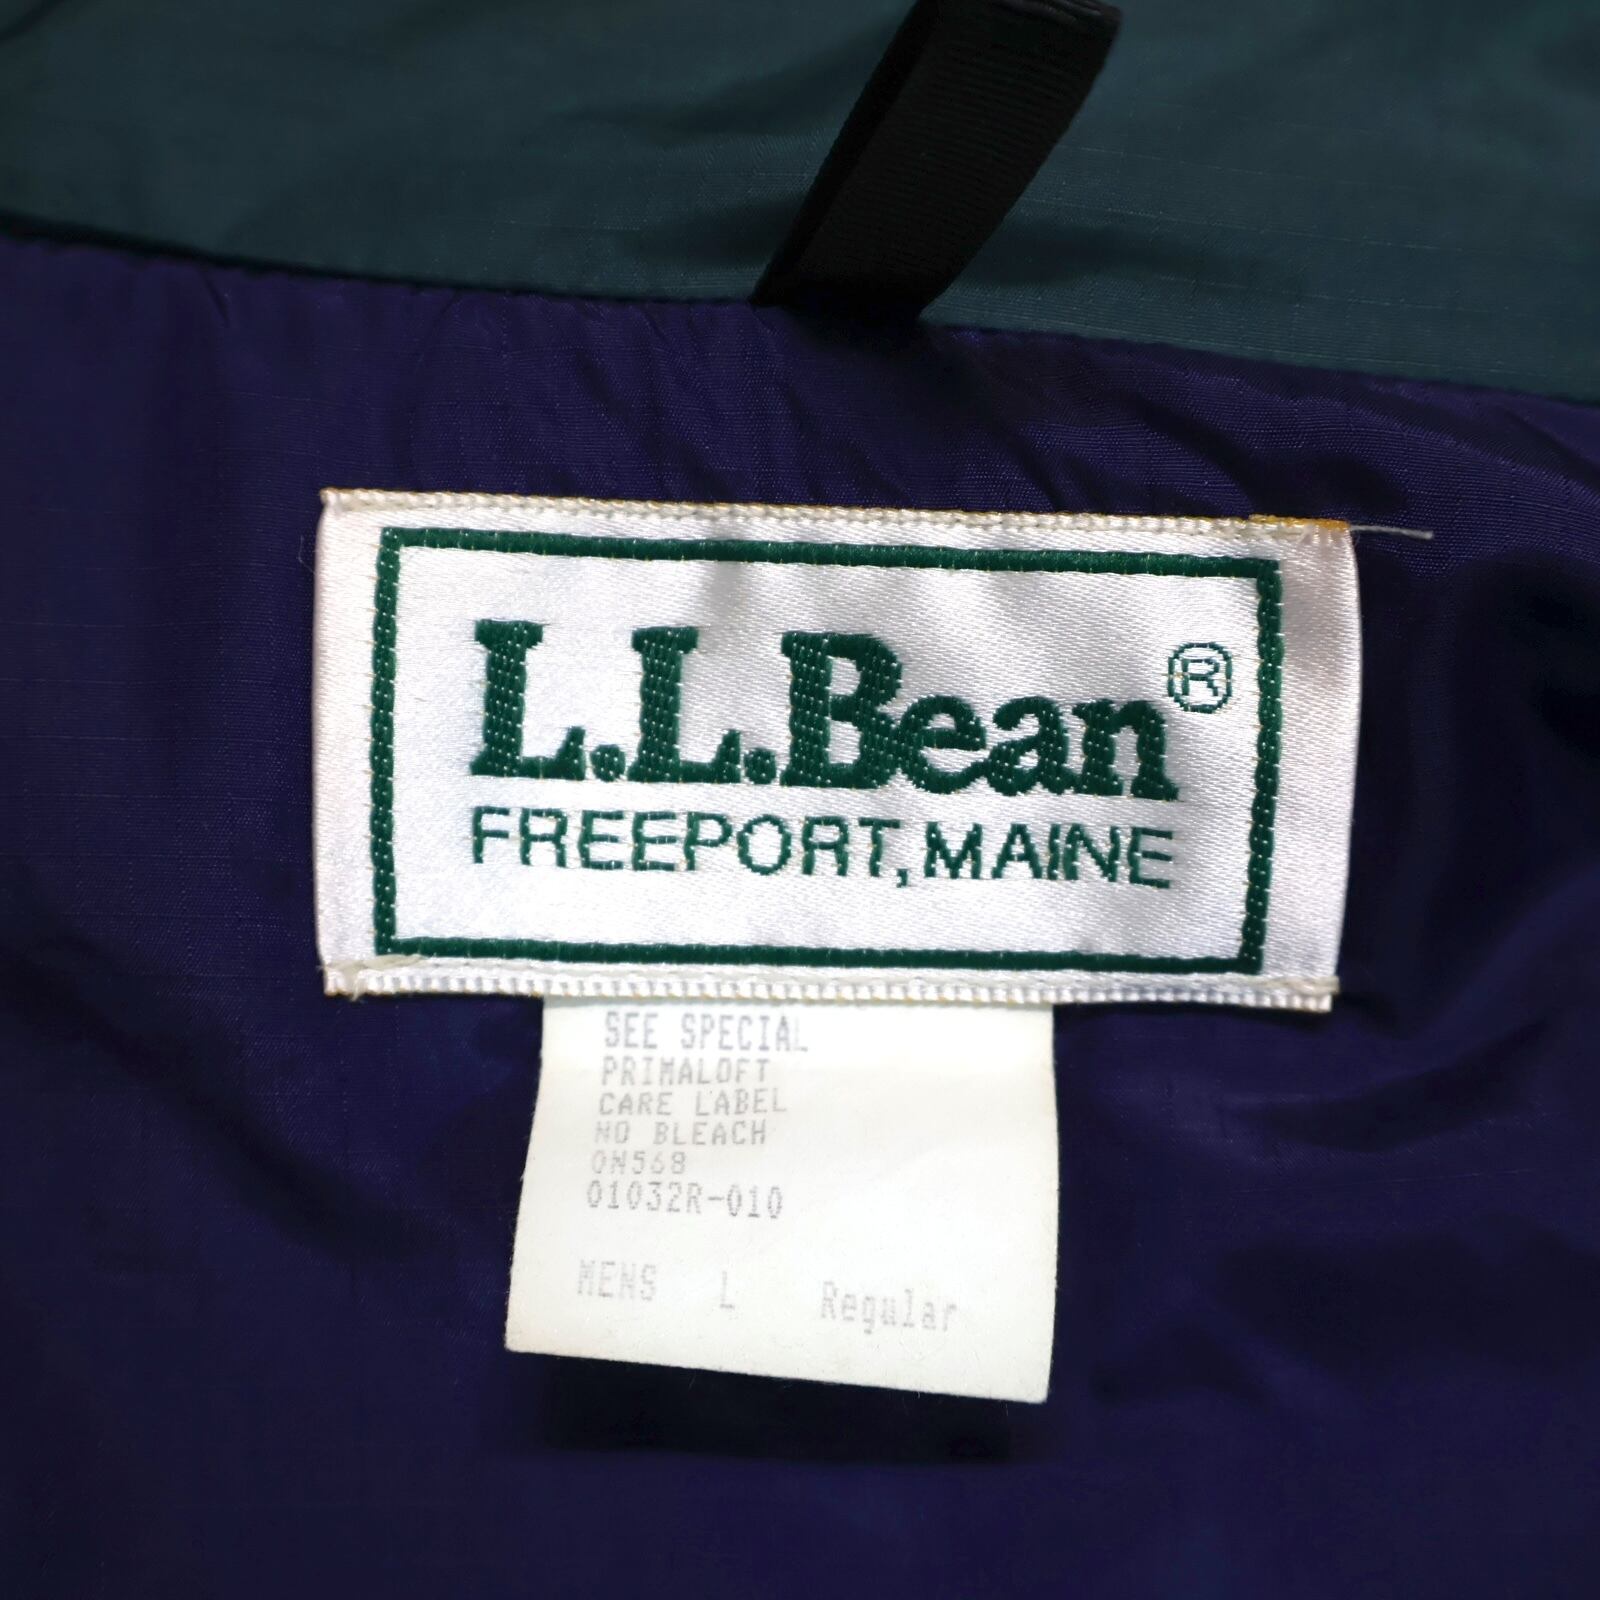 L.L.Bean®
FREEPORT, MAINE
SEE SPECIAL
PRIMALOFT
CARE LABEL
NO BLEACH
0N568
01032R-010
MENS L Regular